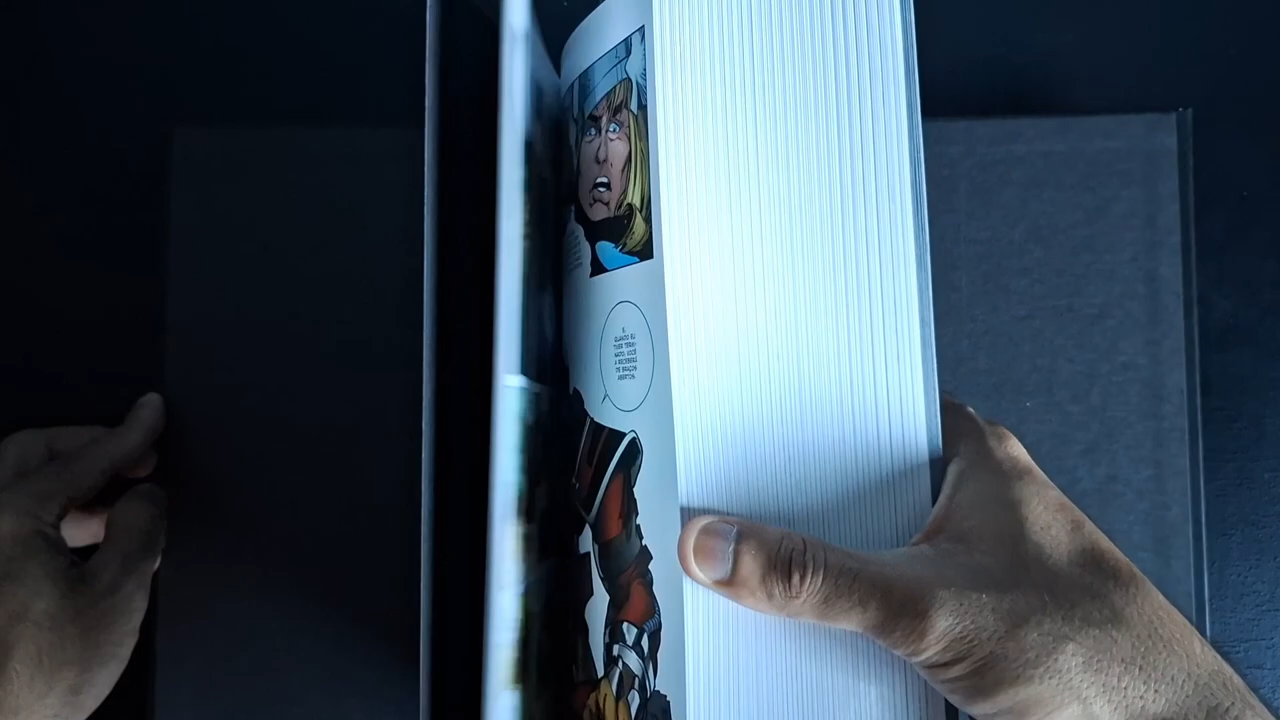 E,
QUANDO EU
TIVER TERMI-
NADO, VOCÊ
A RECEBERÁ
DE BRAÇOS
ABERTOS.